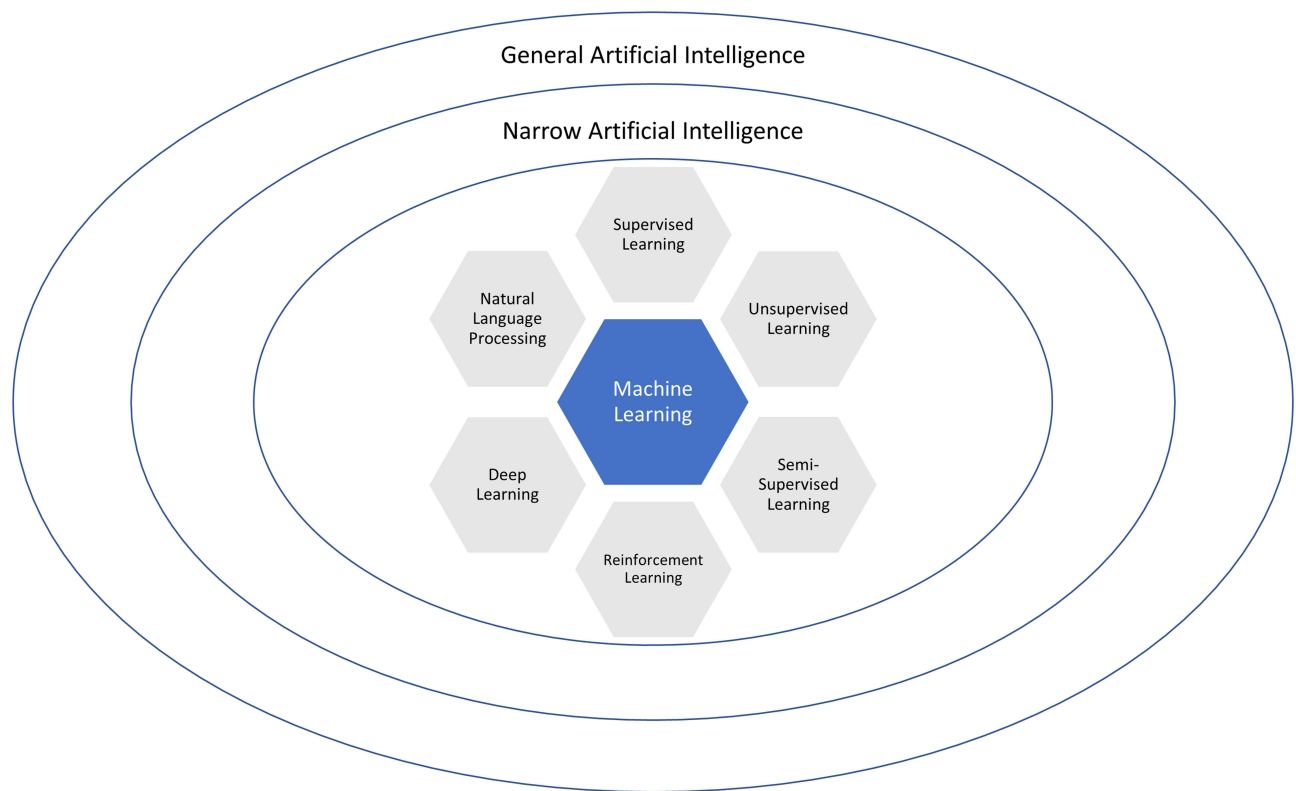 General Artificial Intelligence
Narrow Artificial Intelligence
Supervised
Learning
Natural
Language
Processing
Unsupervised
Learning
Machine
Learning
Deep
Learning
Semi-
Supervised
Learning
Reinforcement
Learning